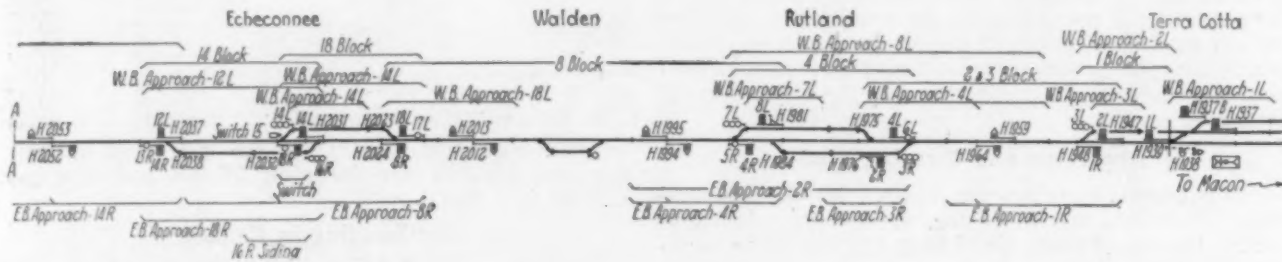 Echeconnee Walden Rutland Terra Cotta
18 Block W.B. Approach-8L W.B. Approach-2L
14 Block 8 Block 4 Block 1 Block
W.B. Approach-12L W.B. Approach-14L 2 & 3 Block
W.B. Approach-14L W.B. Approach-18L W.B. Approach-7L W.B. Approach-4L W.B. Approach-3L W.B. Approach-1L
12L 14L 14L 18L 17L 7L 8L H1981 4L 6L 3L 2L H1947 1L H1937B H1937
A H2053 H2037 Switch 15 H2031 H2023 H2013 H1995 H1975 H1959
A H2052 13R 14R H2038 H2030 8R 16R H2024 8R H2012 H1994 5R 4R H1984 H1976 2R 3R H1964 H1948 1R H1939 H1938
Switch To Macon
E.B. Approach-2R
E.B. Approach-14R E.B. Approach-8R E.B. Approach-4R E.B. Approach-3R E.B. Approach-1R
E.B. Approach-18R
16 R. Siding